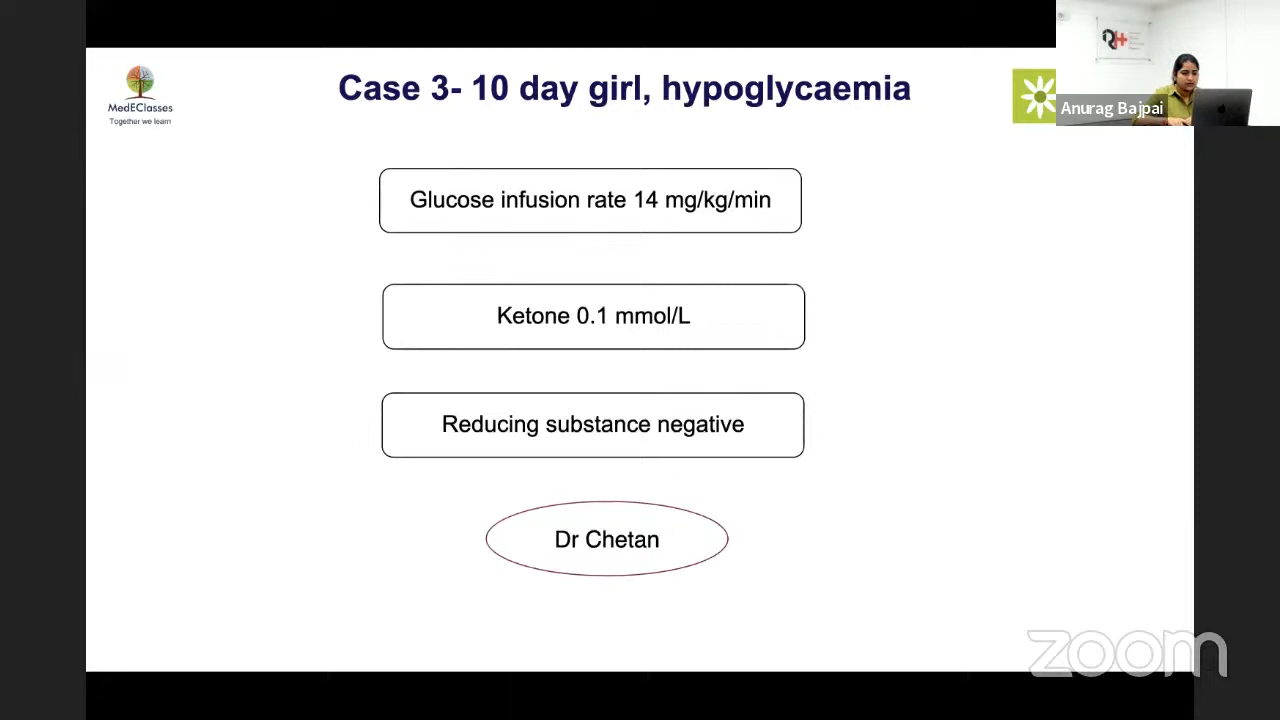 MedEClasses
Together we learn
Case 3- 10 day girl, hypoglycaemia
Anurag Bajpai
Glucose infusion rate 14 mg/kg/min
Ketone 0.1 mmol/L
Reducing substance negative
Dr Chetan
zoom